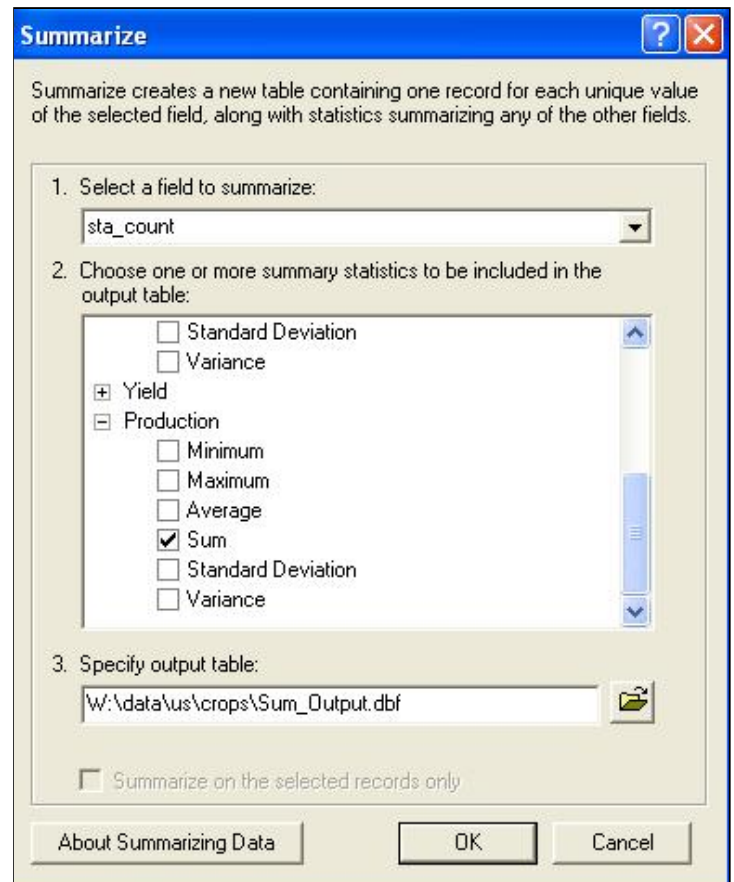 Summarize
Summarize creates a new table containing one record for each unique value
of the selected field, along with statistics summarizing any of the other fields.
1. Select a field to summarize:
sta_count
2. Choose one or more summary statistics to be included in the
output table:
Standard Deviation
Variance
Yield
Production
Minimum
Maximum
Average
Sum
Standard Deviation
Variance
3. Specify output table:
W:\data\us\crops\Sum_Output.dbf
Summarize on the selected records only
About Summarizing Data
OK
Cancel